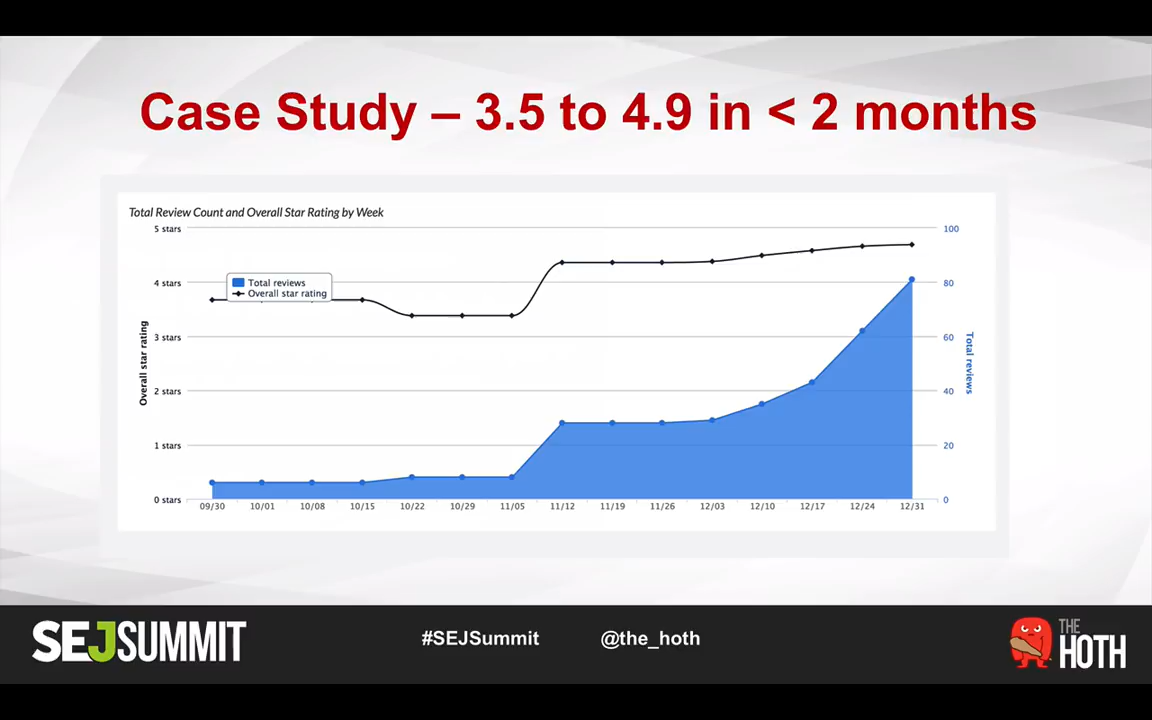 Case Study – 3.5 to 4.9 in < 2 months
Total Review Count and Overall Star Rating by Week
5 stars
100
Total reviews
Overall star rating
4 stars
80
3 stars
60
Overall star rating
Total reviews
2 stars
40
1 stars
20
0 stars
0
09/30 10/01 10/08 10/15 10/22 10/29 11/05 11/12 11/19 11/26 12/03 12/10 12/17 12/24 12/31
SEJSUMMIT
#SEJSummit @the_hoth
THE
HOTH